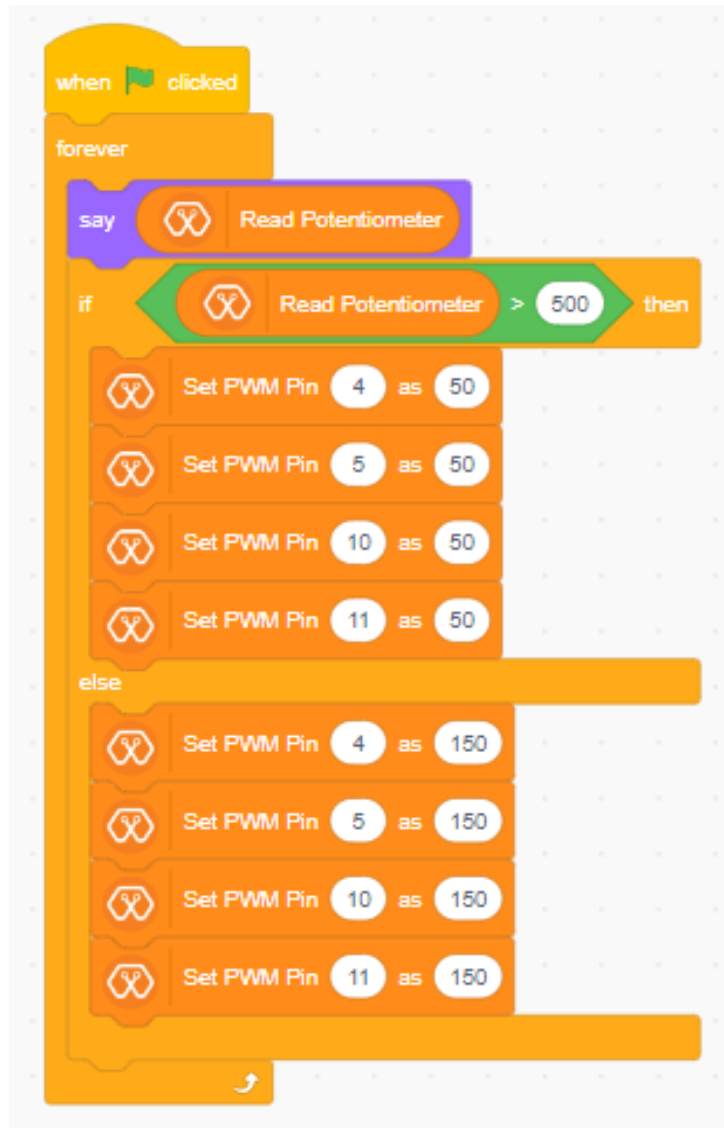 when clicked
forever
say Read Potentiometer
if Read Potentiometer > 500 then
Set PWM Pin 4 as 50
Set PWM Pin 5 as 50
Set PWM Pin 10 as 50
Set PWM Pin 11 as 50
else
Set PWM Pin 4 as 150
Set PWM Pin 5 as 150
Set PWM Pin 10 as 150
Set PWM Pin 11 as 150